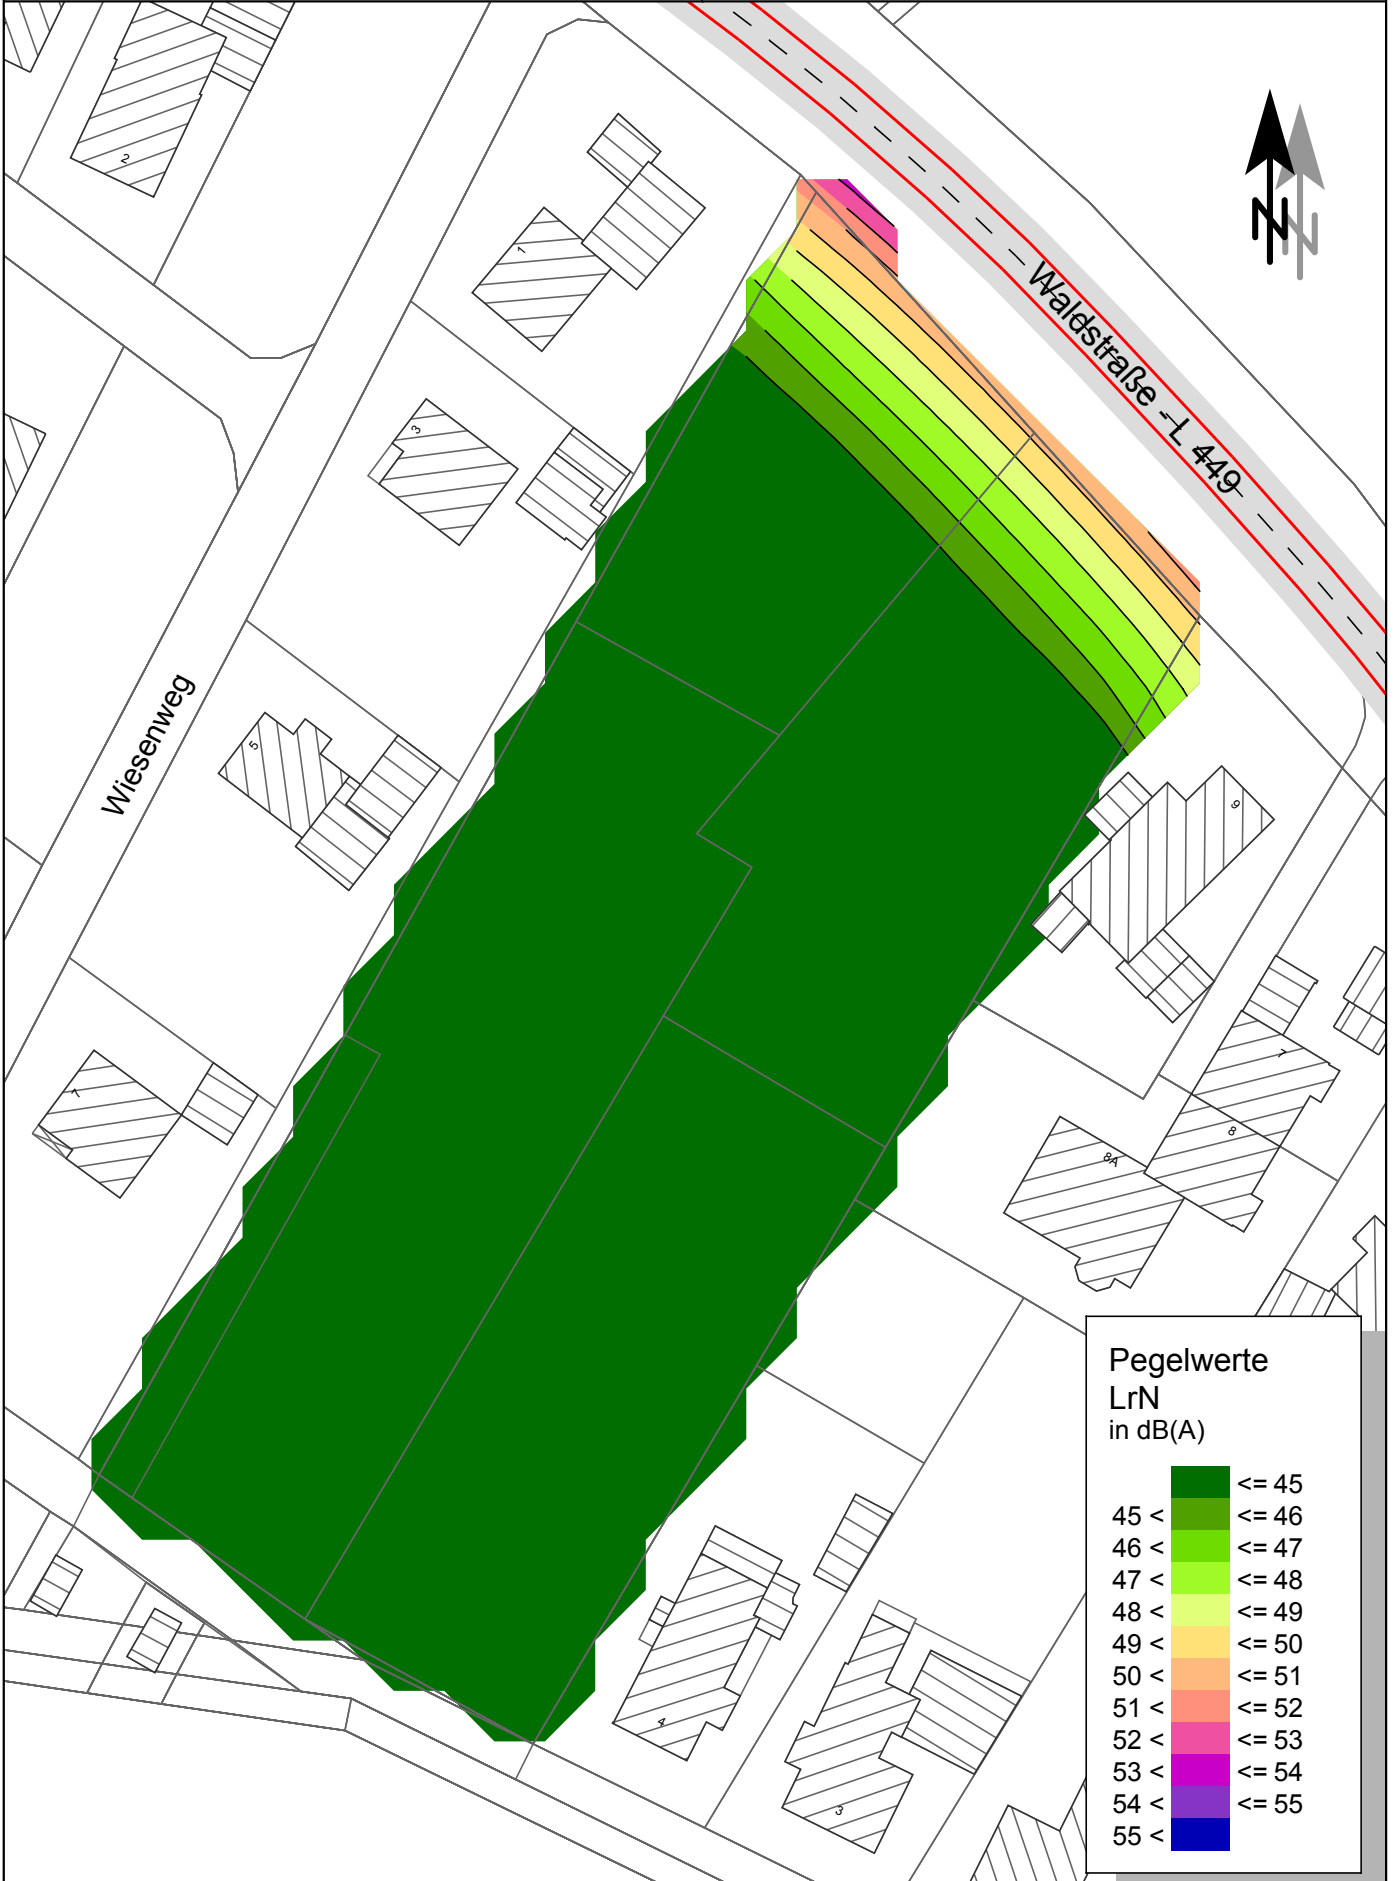 2
N
N
1
Waldstraße - L 449
3
Wiesenweg
5
9
7
7
8
8A
4
3
Pegelwerte
LrN
in dB(A)
<= 45
45 < <= 46
46 < <= 47
47 < <= 48
48 < <= 49
49 < <= 50
50 < <= 51
51 < <= 52
52 < <= 53
53 < <= 54
54 < <= 55
55 <